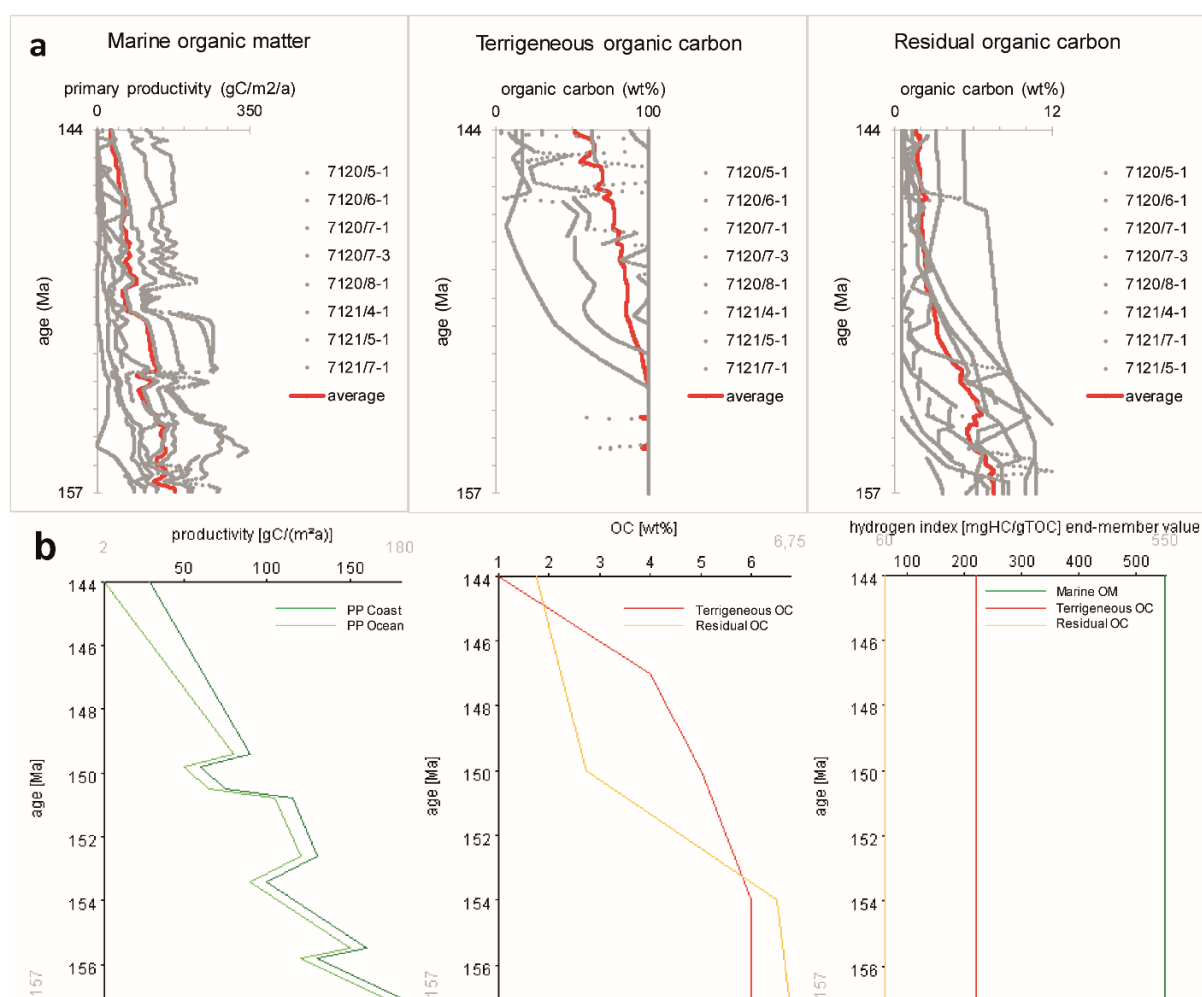 a
Marine organic matter
primary productivity (gC/m2/a)
0 350
144
age (Ma)
157
7120/5-1
7120/6-1
7120/7-1
7120/7-3
7120/8-1
7121/4-1
7121/5-1
7121/7-1
average
Terrigeneous organic carbon
organic carbon (wt%)
0 100
144
age (Ma)
157
7120/5-1
7120/6-1
7120/7-1
7120/7-3
7120/8-1
7121/4-1
7121/5-1
7121/7-1
average
Residual organic carbon
organic carbon (wt%)
0 12
144
age (Ma)
157
7120/5-1
7120/6-1
7120/7-1
7120/7-3
7120/8-1
7121/4-1
7121/7-1
7121/5-1
average
b
productivity [gC/(m²a)]
2 180
50 100 150
144
146
148
150
152
154
156
157
age [Ma]
PP Coast
PP Ocean
OC [wt%]
6,75
1 2 3 4 5 6
144
146
148
150
152
154
156
157
age [Ma]
Terrigeneous OC
Residual OC
hydrogen index [mgHC/gTOC] end-member value
60 550
100 200 300 400 500
144
146
148
150
152
154
156
157
age [Ma]
Marine OM
Terrigeneous OC
Residual OC